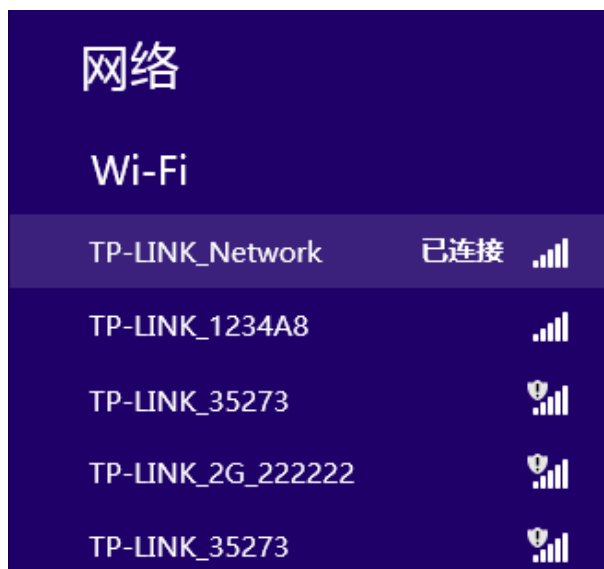 网络
Wi-Fi
TP-LINK_Network 已连接
TP-LINK_1234A8
TP-LINK_35273
TP-LINK_2G_222222
TP-LINK_35273